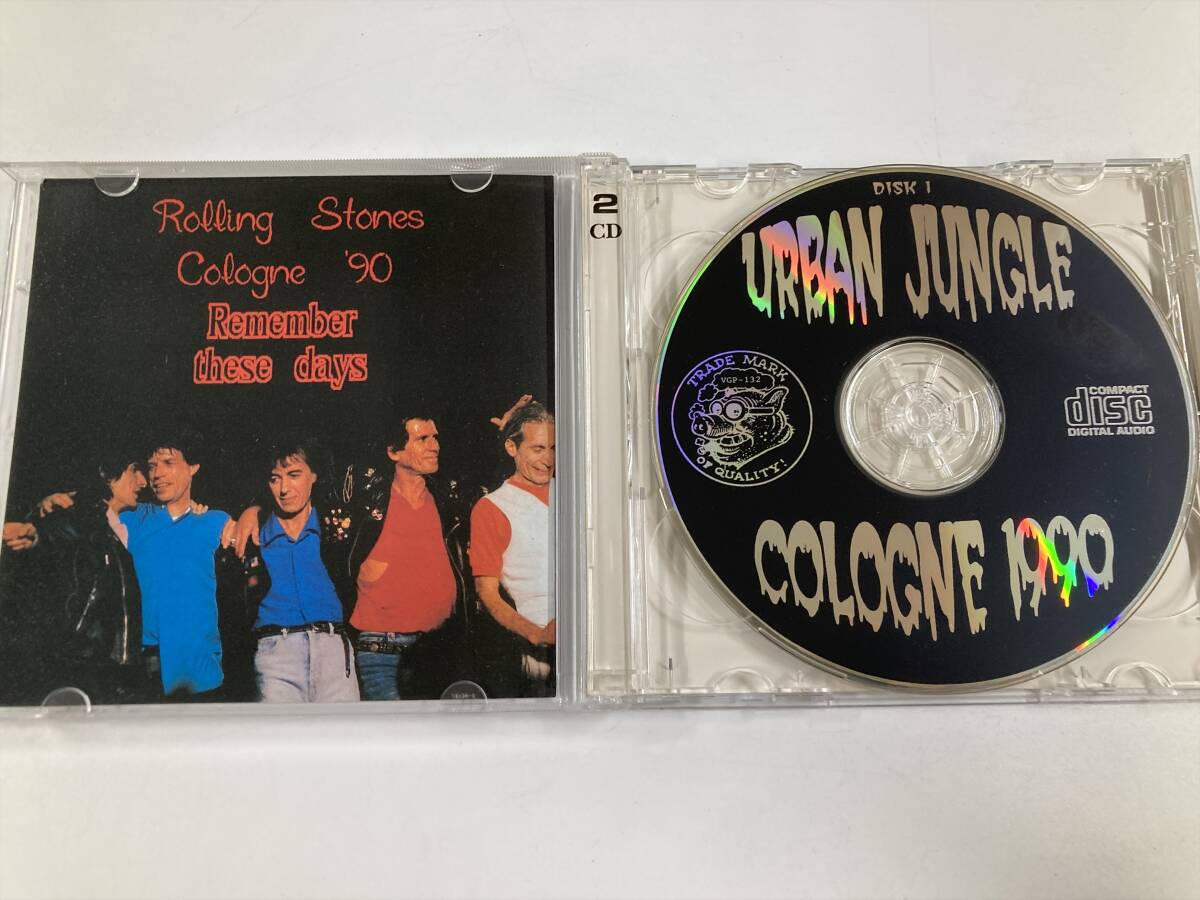 Rolling Stones
Cologne '90
Remember
these days
2
CD
DISK 1
URBAN JUNGLE
TRADE MARK
VGP-132
OF QUALITY!
COMPACT
disc
DIGITAL AUDIO
COLOGNE 1990